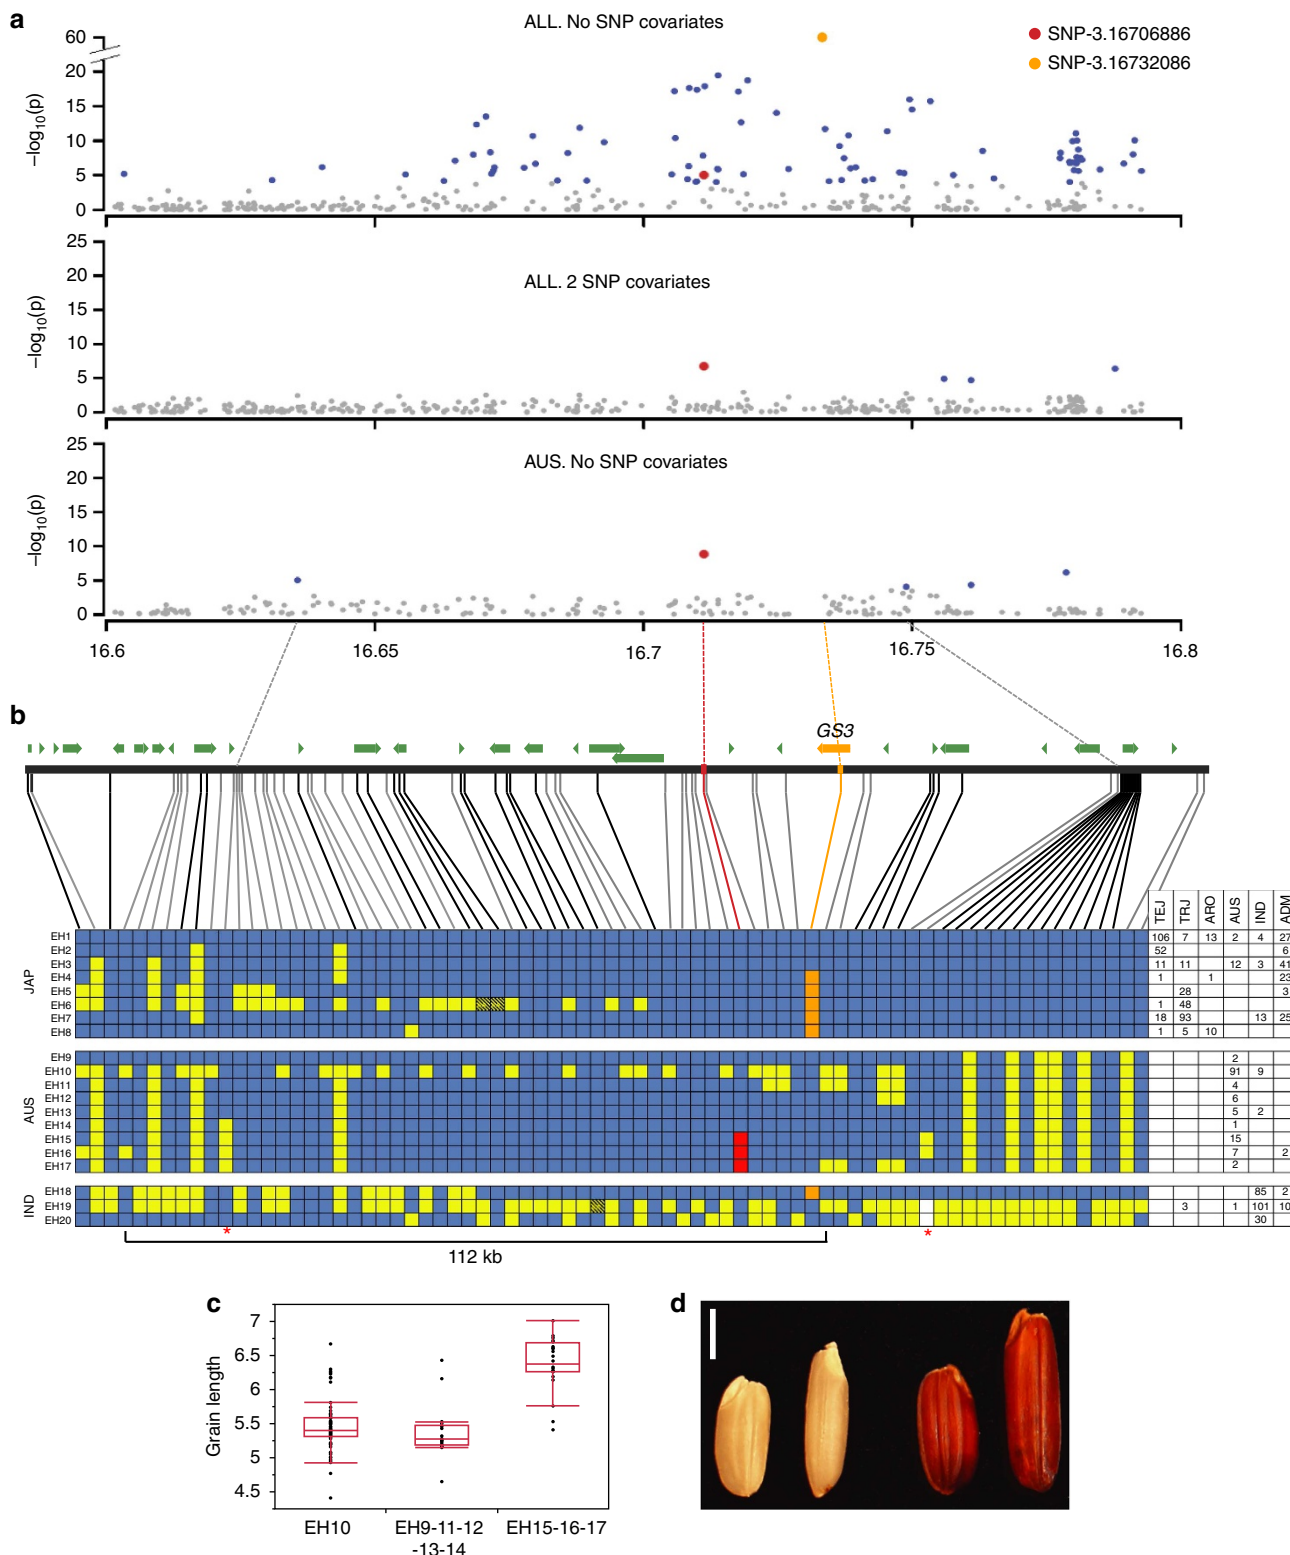 a
ALL. No SNP covariates
SNP-3.16706886
SNP-3.16732086
60
20
15
10
5
0
–log10(p)
ALL. 2 SNP covariates
25
20
15
10
5
0
–log10(p)
AUS. No SNP covariates
25
20
15
10
5
0
–log10(p)
16.6 16.65 16.7 16.75 16.8
b
GS3
TEJ TRJ ARO AUS IND ADM
JAP
EH1 106 7 13 2 4 27
EH2 52 6
EH3 11 11 12 3 41
EH4 1 1 23
EH5 28 3
EH6 1 48
EH7 18 93 13 25
EH8 1 5 10
AUS
EH9 2
EH10 91 9
EH11 4
EH12 6
EH13 5 2
EH14 1
EH15 15
EH16 7 2
EH17 2
IND
EH18 85 2
EH19 3 1 101 10
EH20 30
* *
112 kb
c
Grain length
7
6.5
6
5.5
5
4.5
EH10 EH9-11-12 EH15-16-17
-13-14
d